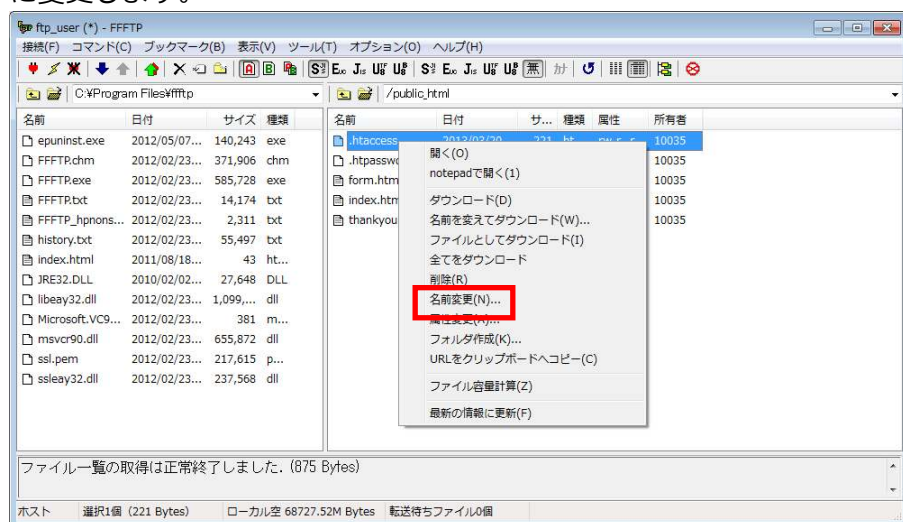 に変更します。
ftp_user (*) - FFFTP
接続(F) コマンド(C) ブックマーク(B) 表示(V) ツール(T) オプション(O) ヘルプ(H)
C:¥Program Files¥ffftp
/public_html
名前 日付 サイズ 種類
epuninst.exe 2012/05/07... 140,243 exe
FFFTP.chm 2012/02/23... 371,906 chm
FFFTP.exe 2012/02/23... 585,728 exe
FFFTP.txt 2012/02/23... 14,174 txt
FFFTP_hpnons... 2012/02/23... 2,311 txt
history.txt 2012/02/23... 55,497 txt
index.html 2011/08/18... 43 ht...
JRE32.DLL 2010/02/02... 27,648 DLL
libeay32.dll 2012/02/23... 1,099,... dll
Microsoft.VC9... 2012/02/23... 381 m...
msvcr90.dll 2012/02/23... 655,872 dll
ssl.pem 2012/02/23... 217,615 p...
ssleay32.dll 2012/02/23... 237,568 dll
名前 日付 サ... 種類 属性 所有者
.htaccess 10035
.htpasswd 10035
form.htm 10035
index.htm 10035
thankyou 10035
開く(O)
notepadで開く(1)
ダウンロード(D)
名前を変えてダウンロード(W)...
ファイルとしてダウンロード(I)
全てをダウンロード
削除(R)
名前変更(N)...
属性変更(A)...
フォルダ作成(K)...
URLをクリップボードへコピー(C)
ファイル容量計算(Z)
最新の情報に更新(F)
ファイル一覧の取得は正常終了しました. (875 Bytes)
ホスト 選択1個 (221 Bytes) ローカル空 68727.52M Bytes 転送待ちファイル0個